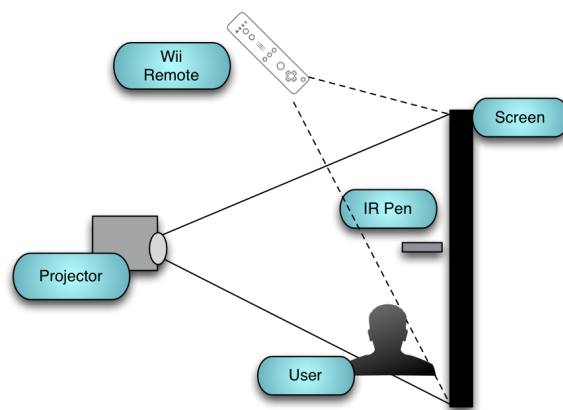 Wii
Remote
Screen
IR Pen
Projector
User